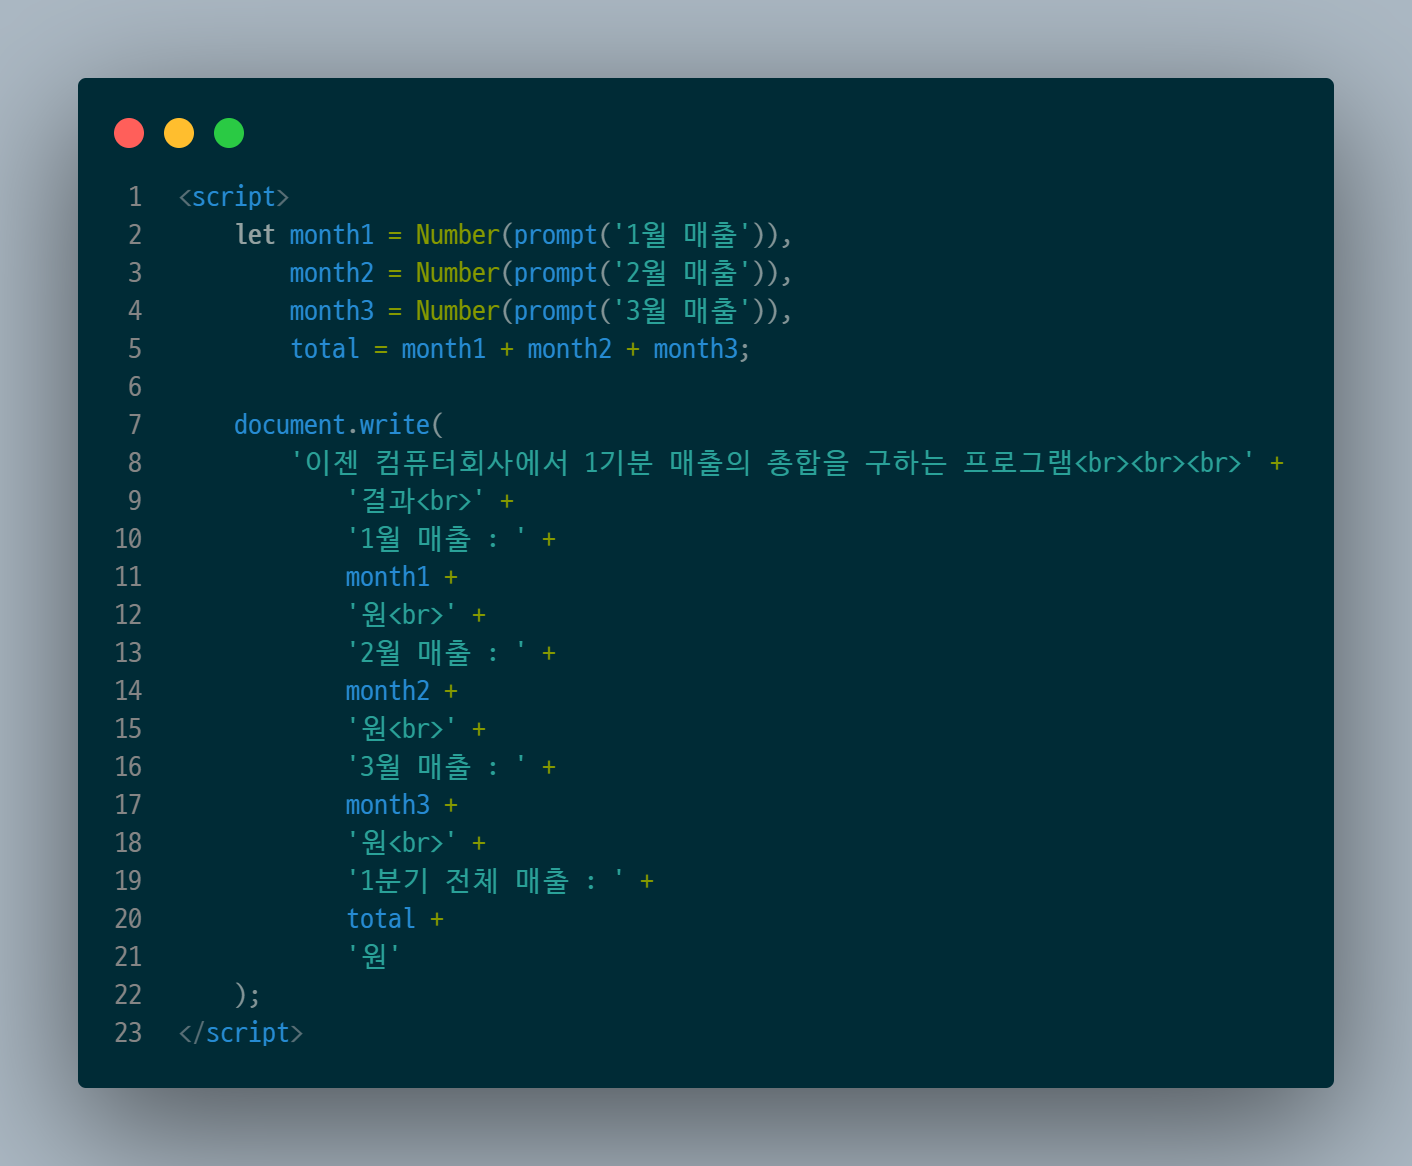 1 <script>
2     let month1 = Number(prompt('1월 매출')),
3         month2 = Number(prompt('2월 매출')),
4         month3 = Number(prompt('3월 매출')),
5         total = month1 + month2 + month3;
6
7     document.write(
8         '이젠 컴퓨터회사에서 1기분 매출의 총합을 구하는 프로그램<br><br><br>' +
9             '결과<br>' +
10             '1월 매출 : ' +
11             month1 +
12             '원<br>' +
13             '2월 매출 : ' +
14             month2 +
15             '원<br>' +
16             '3월 매출 : ' +
17             month3 +
18             '원<br>' +
19             '1분기 전체 매출 : ' +
20             total +
21             '원'
22     );
23 </script>